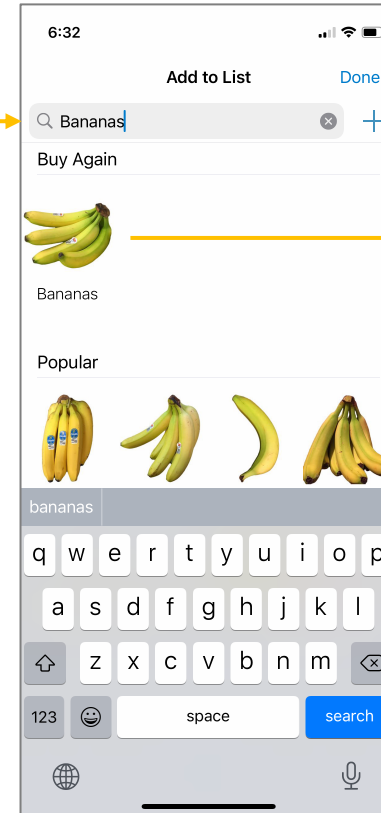 6:32
Add to List
Done
Bananas
Buy Again
Bananas
Popular
bananas
q w e r t y u i o p
a s d f g h j k l
z x c v b n m
123 space search